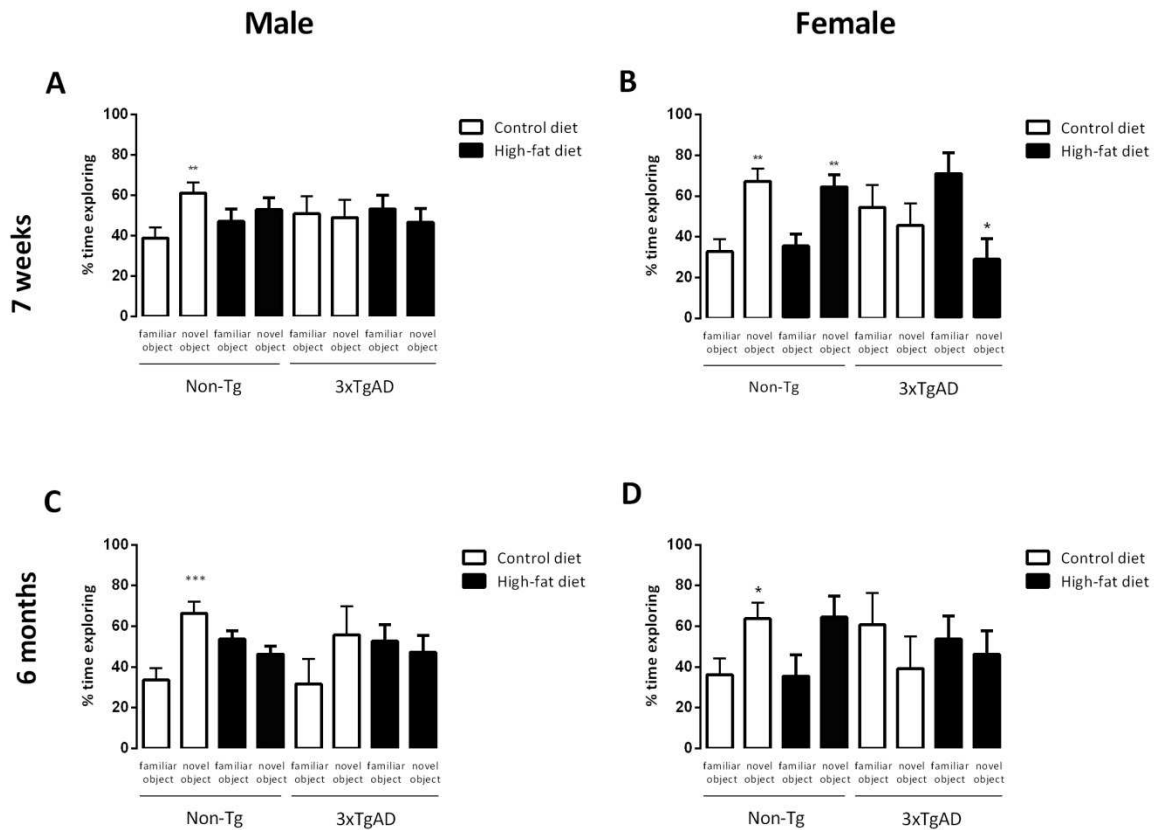 Male
Female
A
Control diet
High-fat diet
100
80
60
40
20
0
% time exploring
**
familiar object
novel object
familiar object
novel object
familiar object
novel object
familiar object
novel object
Non-Tg
3xTgAD
B
Control diet
High-fat diet
100
80
60
40
20
0
% time exploring
**
**
*
familiar object
novel object
familiar object
novel object
familiar object
novel object
familiar object
novel object
Non-Tg
3xTgAD
7 weeks
C
Control diet
High-fat diet
100
80
60
40
20
0
% time exploring
***
familiar object
novel object
familiar object
novel object
familiar object
novel object
familiar object
novel object
Non-Tg
3xTgAD
D
Control diet
High-fat diet
100
80
60
40
20
0
% time exploring
*
familiar object
novel object
familiar object
novel object
familiar object
novel object
familiar object
novel object
Non-Tg
3xTgAD
6 months